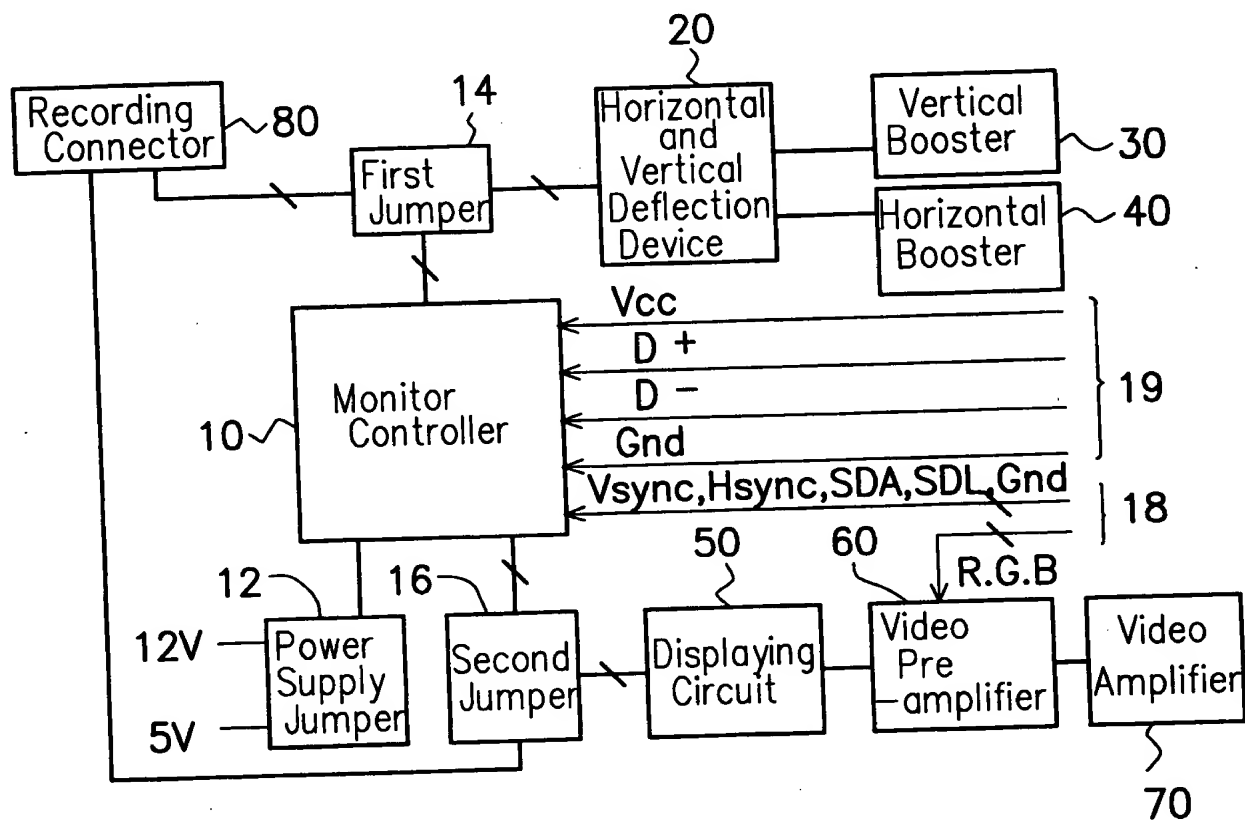 20
Recording
Connector
80
14
First
Jumper
Horizontal
and
Vertical
Deflection
Device
Vertical
Booster
30
Horizontal
Booster
40
Vcc
D +
D -
Gnd
19
Monitor
Controller
10
Vsync,Hsync,SDA,SDL,Gnd
18
R.G.B
12
16
50
60
12V
5V
Power
Supply
Jumper
Second
Jumper
Displaying
Circuit
Video
Pre
-amplifier
Video
Amplifier
70